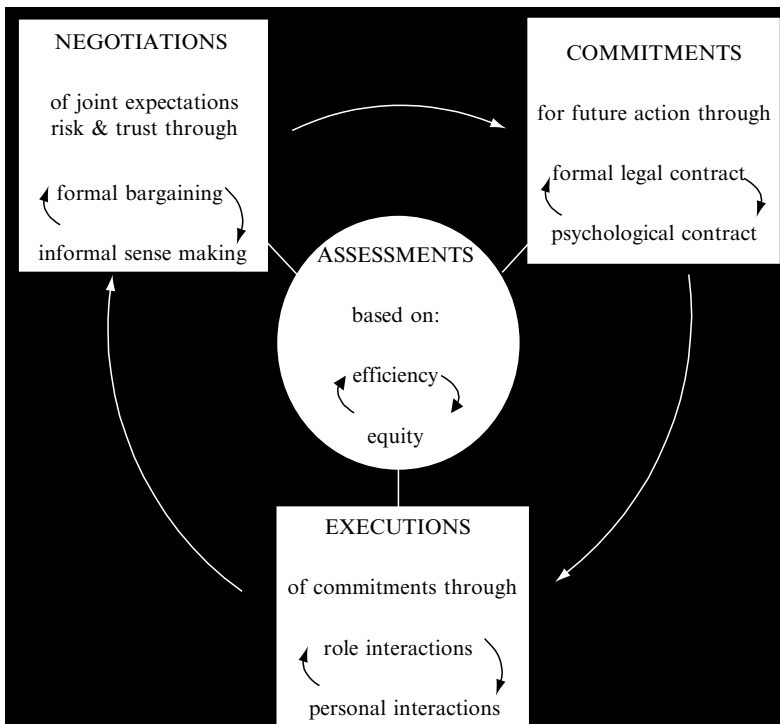 NEGOTIATIONS
of joint expectations
risk & trust through
formal bargaining
informal sense making
COMMITMENTS
for future action through
formal legal contract
psychological contract
ASSESSMENTS
based on:
efficiency
equity
EXECUTIONS
of commitments through
role interactions
personal interactions